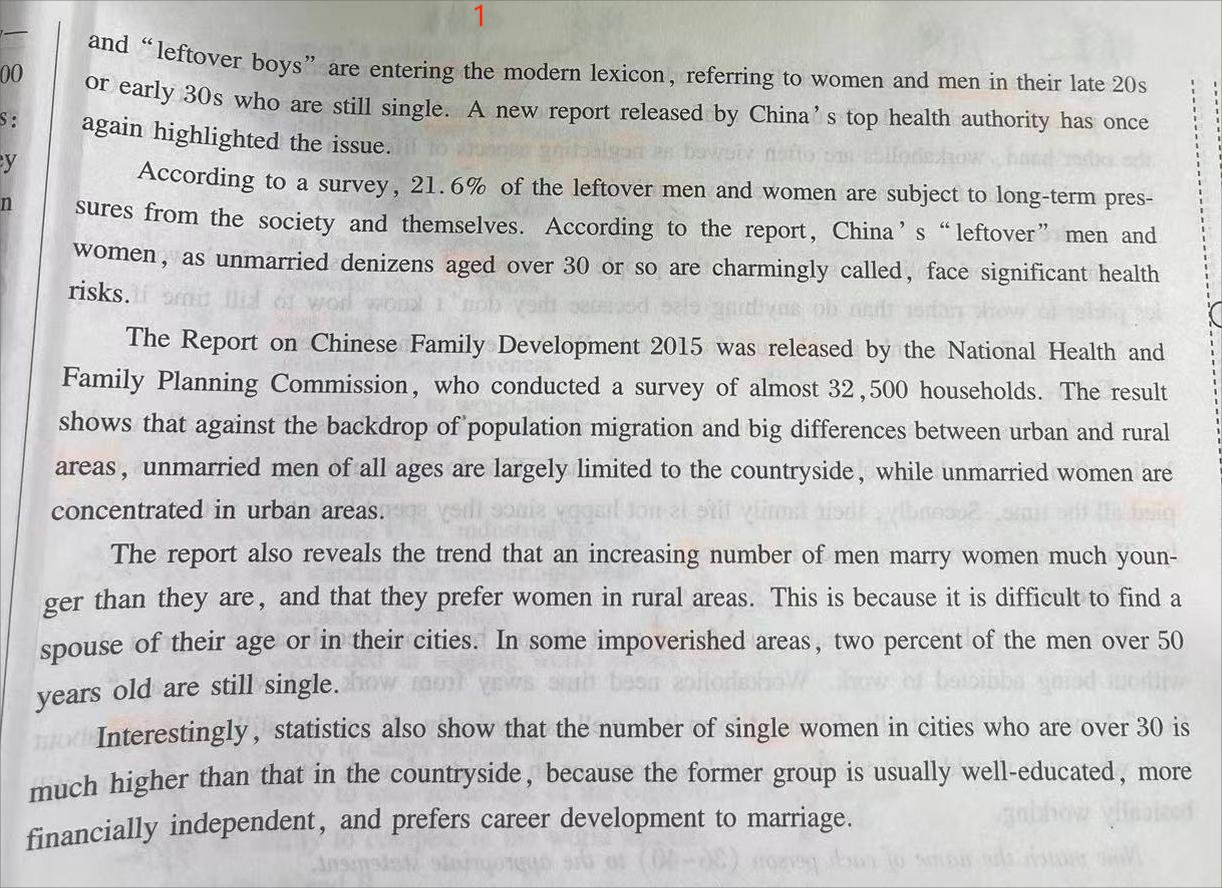 1
and “leftover boys” are entering the modern lexicon, referring to women and men in their late 20s
or early 30s who are still single. A new report released by China's top health authority has once
again highlighted the issue.
According to a survey, 21.6% of the leftover men and women are subject to long-term pres-
sures from the society and themselves. According to the report, China's “leftover” men and
women, as unmarried denizens aged over 30 or so are charmingly called, face significant health
risks.
The Report on Chinese Family Development 2015 was released by the National Health and
Family Planning Commission, who conducted a survey of almost 32,500 households. The result
shows that against the backdrop of population migration and big differences between urban and rural
areas, unmarried men of all ages are largely limited to the countryside, while unmarried women are
concentrated in urban areas.
The report also reveals the trend that an increasing number of men marry women much youn-
ger than they are, and that they prefer women in rural areas. This is because it is difficult to find a
spouse of their age or in their cities. In some impoverished areas, two percent of the men over 50
years old are still single.
Interestingly, statistics also show that the number of single women in cities who are over 30 is
much higher than that in the countryside, because the former group is usually well-educated, more
financially independent, and prefers career development to marriage.